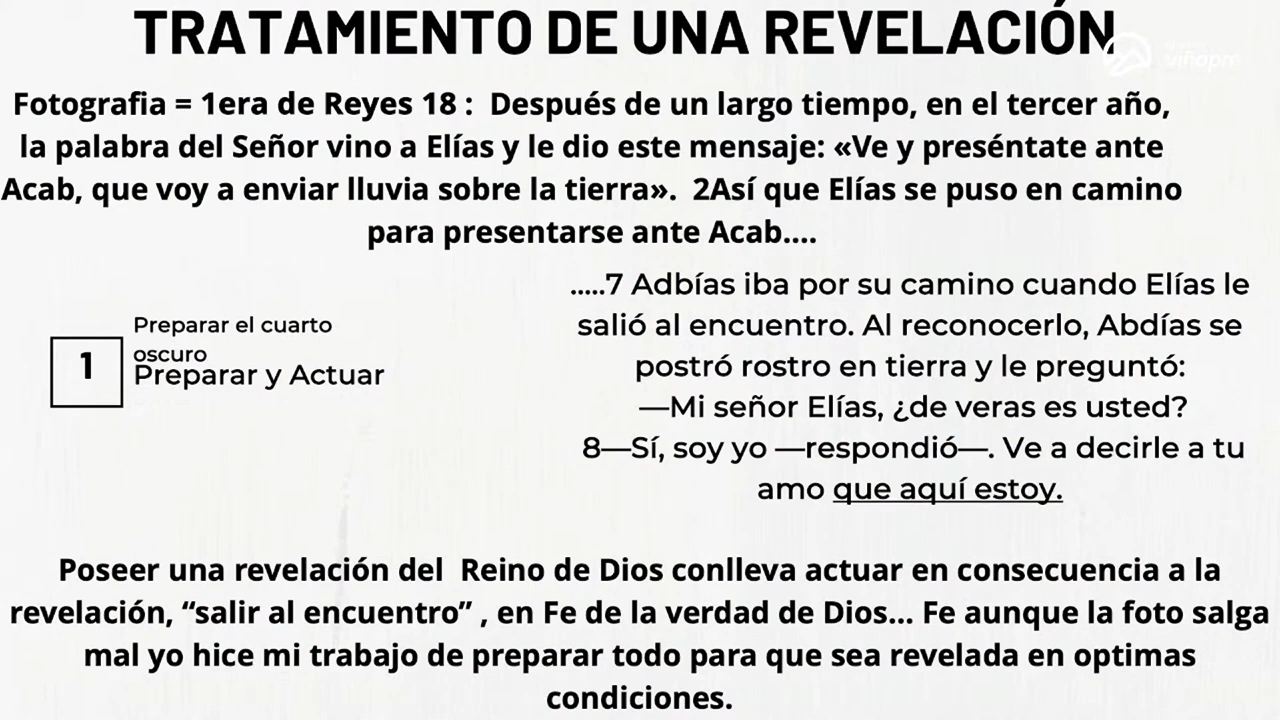 TRATAMIENTO DE UNA REVELACIÓN
viñapm
Fotografia = 1era de Reyes 18 : Después de un largo tiempo, en el tercer año,
la palabra del Señor vino a Elías y le dio este mensaje: «Ve y preséntate ante
Acab, que voy a enviar lluvia sobre la tierra». 2Así que Elías se puso en camino
para presentarse ante Acab....
1
Preparar el cuarto
oscuro
Preparar y Actuar
.....7 Adbías iba por su camino cuando Elías le
salió al encuentro. Al reconocerlo, Abdías se
postró rostro en tierra y le preguntó:
—Mi señor Elías, ¿de veras es usted?
8—Sí, soy yo —respondió—. Ve a decirle a tu
amo que aquí estoy.
Poseer una revelación del Reino de Dios conlleva actuar en consecuencia a la
revelación, “salir al encuentro” , en Fe de la verdad de Dios... Fe aunque la foto salga
mal yo hice mi trabajo de preparar todo para que sea revelada en optimas
condiciones.